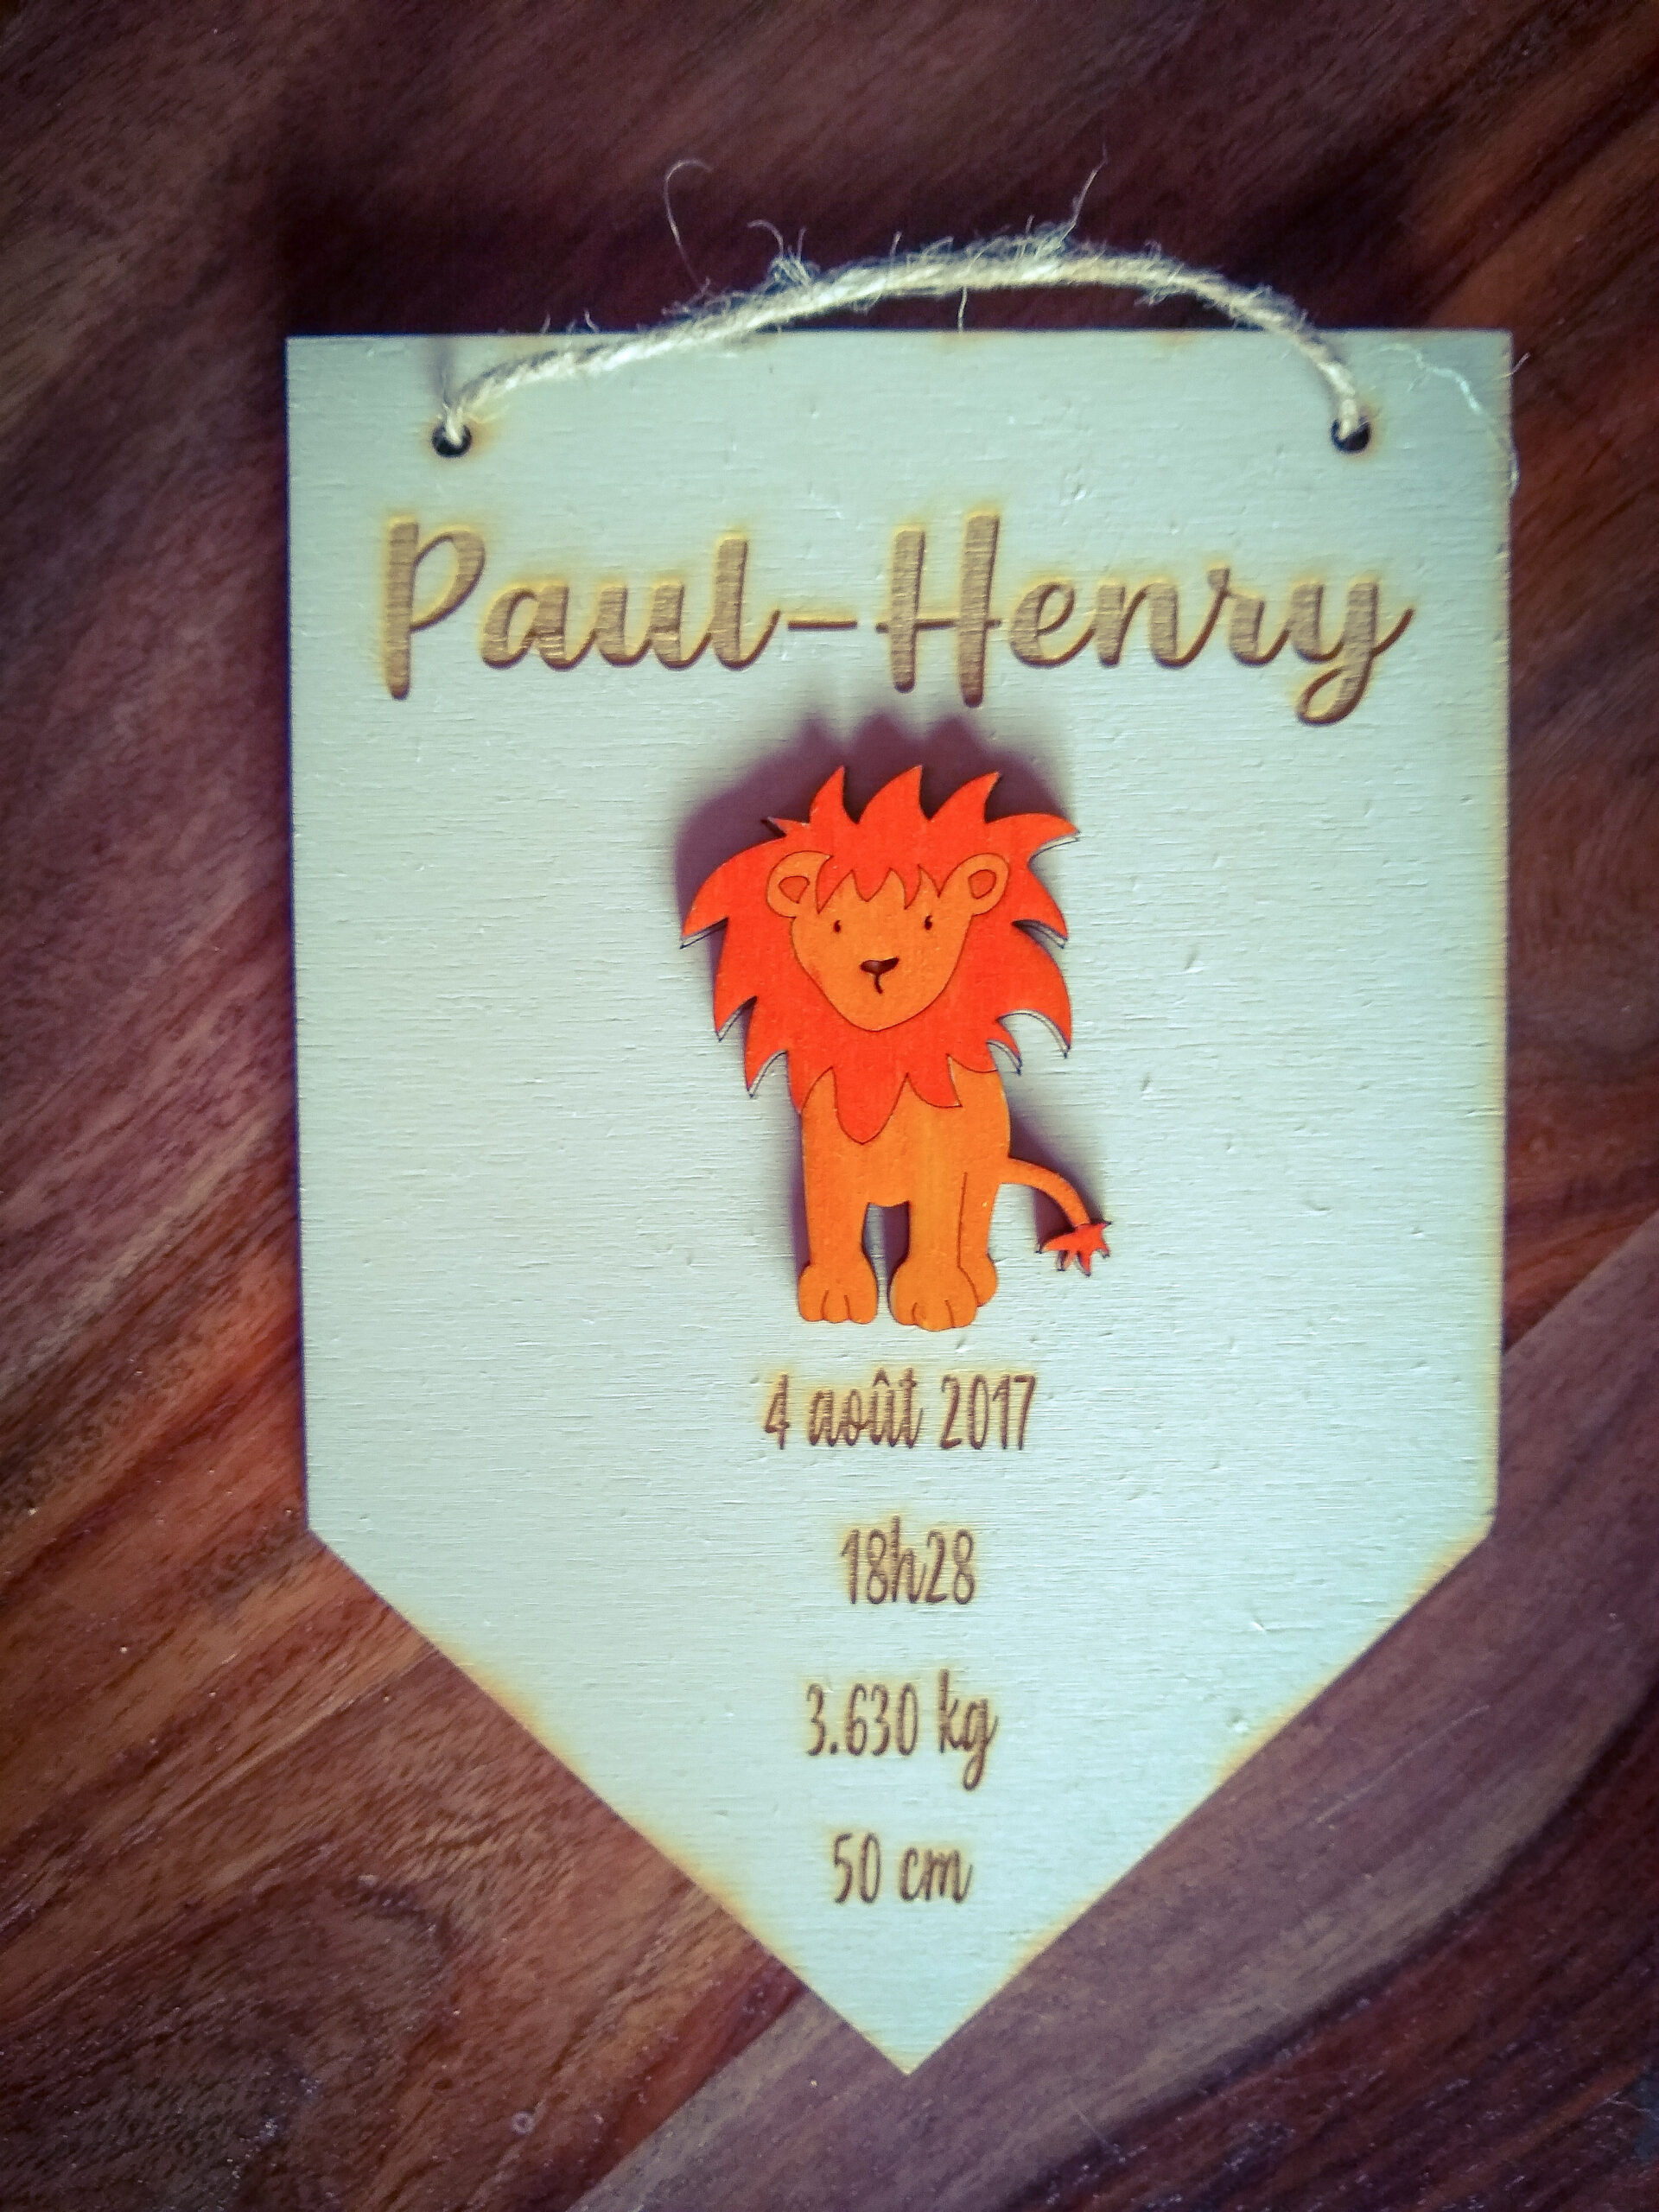 Paul-Henry
4 août 2017
18h28
3.630 kg
50 cm